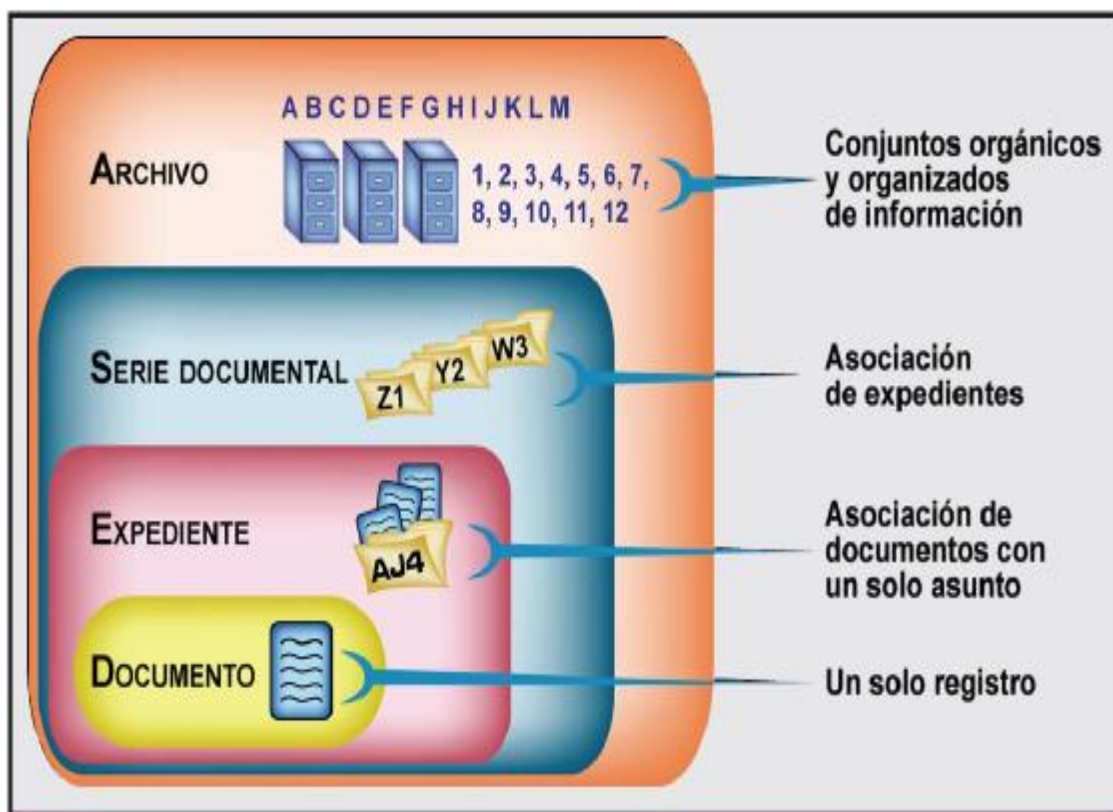 A B C D E F G H I J K L M
ARCHIVO
1, 2, 3, 4, 5, 6, 7,
8, 9, 10, 11, 12
Conjuntos orgánicos
y organizados
de información
SERIE DOCUMENTAL
Z1
Y2
W3
Asociación
de expedientes
EXPEDIENTE
AJ4
Asociación de
documentos con
un solo asunto
DOCUMENTO
Un solo registro